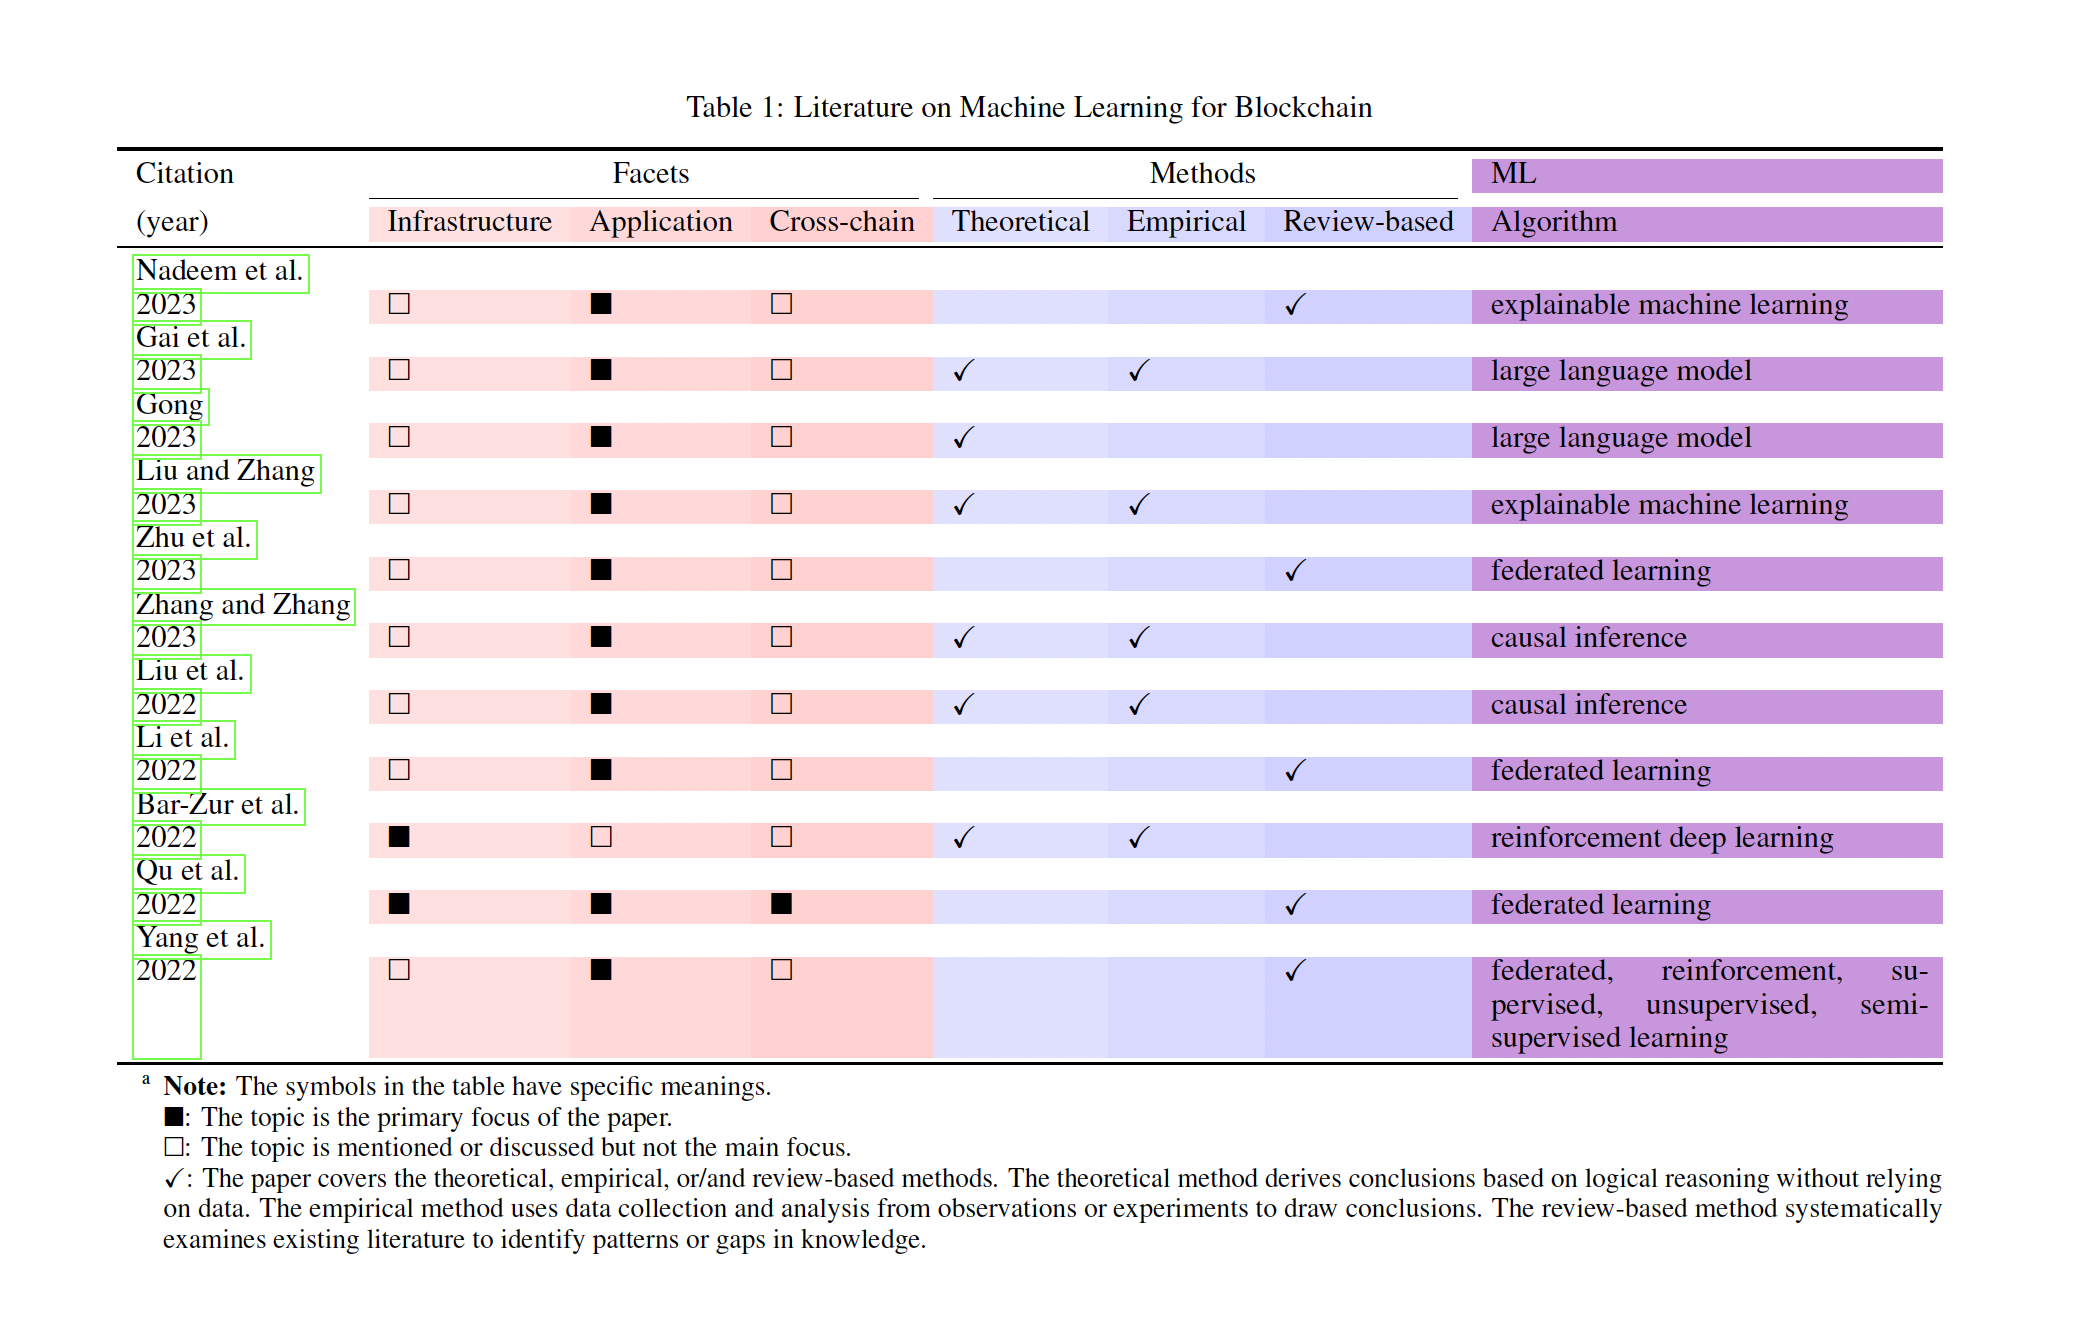 Table 1: Literature on Machine Learning for Blockchain
Citation Facets Methods ML
(year) Infrastructure Application Cross-chain Theoretical Empirical Review-based Algorithm
Nadeem et al.
2023 □ ■ □ ✓ explainable machine learning
Gai et al.
2023 □ ■ □ ✓ ✓ large language model
Gong
2023 □ ■ □ ✓ large language model
Liu and Zhang
2023 □ ■ □ ✓ ✓ explainable machine learning
Zhu et al.
2023 □ ■ □ ✓ federated learning
Zhang and Zhang
2023 □ ■ □ ✓ ✓ causal inference
Liu et al.
2022 □ ■ □ ✓ ✓ causal inference
Li et al.
2022 □ ■ □ ✓ federated learning
Bar-Zur et al.
2022 ■ □ □ ✓ ✓ reinforcement deep learning
Qu et al.
2022 ■ ■ ■ ✓ federated learning
Yang et al.
2022 □ ■ □ ✓ federated, reinforcement, su-
pervised, unsupervised, semi-
supervised learning
a Note: The symbols in the table have specific meanings.
■: The topic is the primary focus of the paper.
□: The topic is mentioned or discussed but not the main focus.
✓: The paper covers the theoretical, empirical, or/and review-based methods. The theoretical method derives conclusions based on logical reasoning without relying
on data. The empirical method uses data collection and analysis from observations or experiments to draw conclusions. The review-based method systematically
examines existing literature to identify patterns or gaps in knowledge.